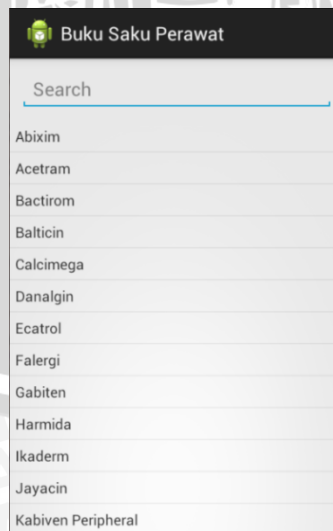 Buku Saku Perawat
Search
Abixim
Acetram
Bactirom
Balticin
Calcimega
Danalgin
Ecatrol
Falergi
Gabiten
Harmida
Ikaderm
Jayacin
Kabiven Peripheral